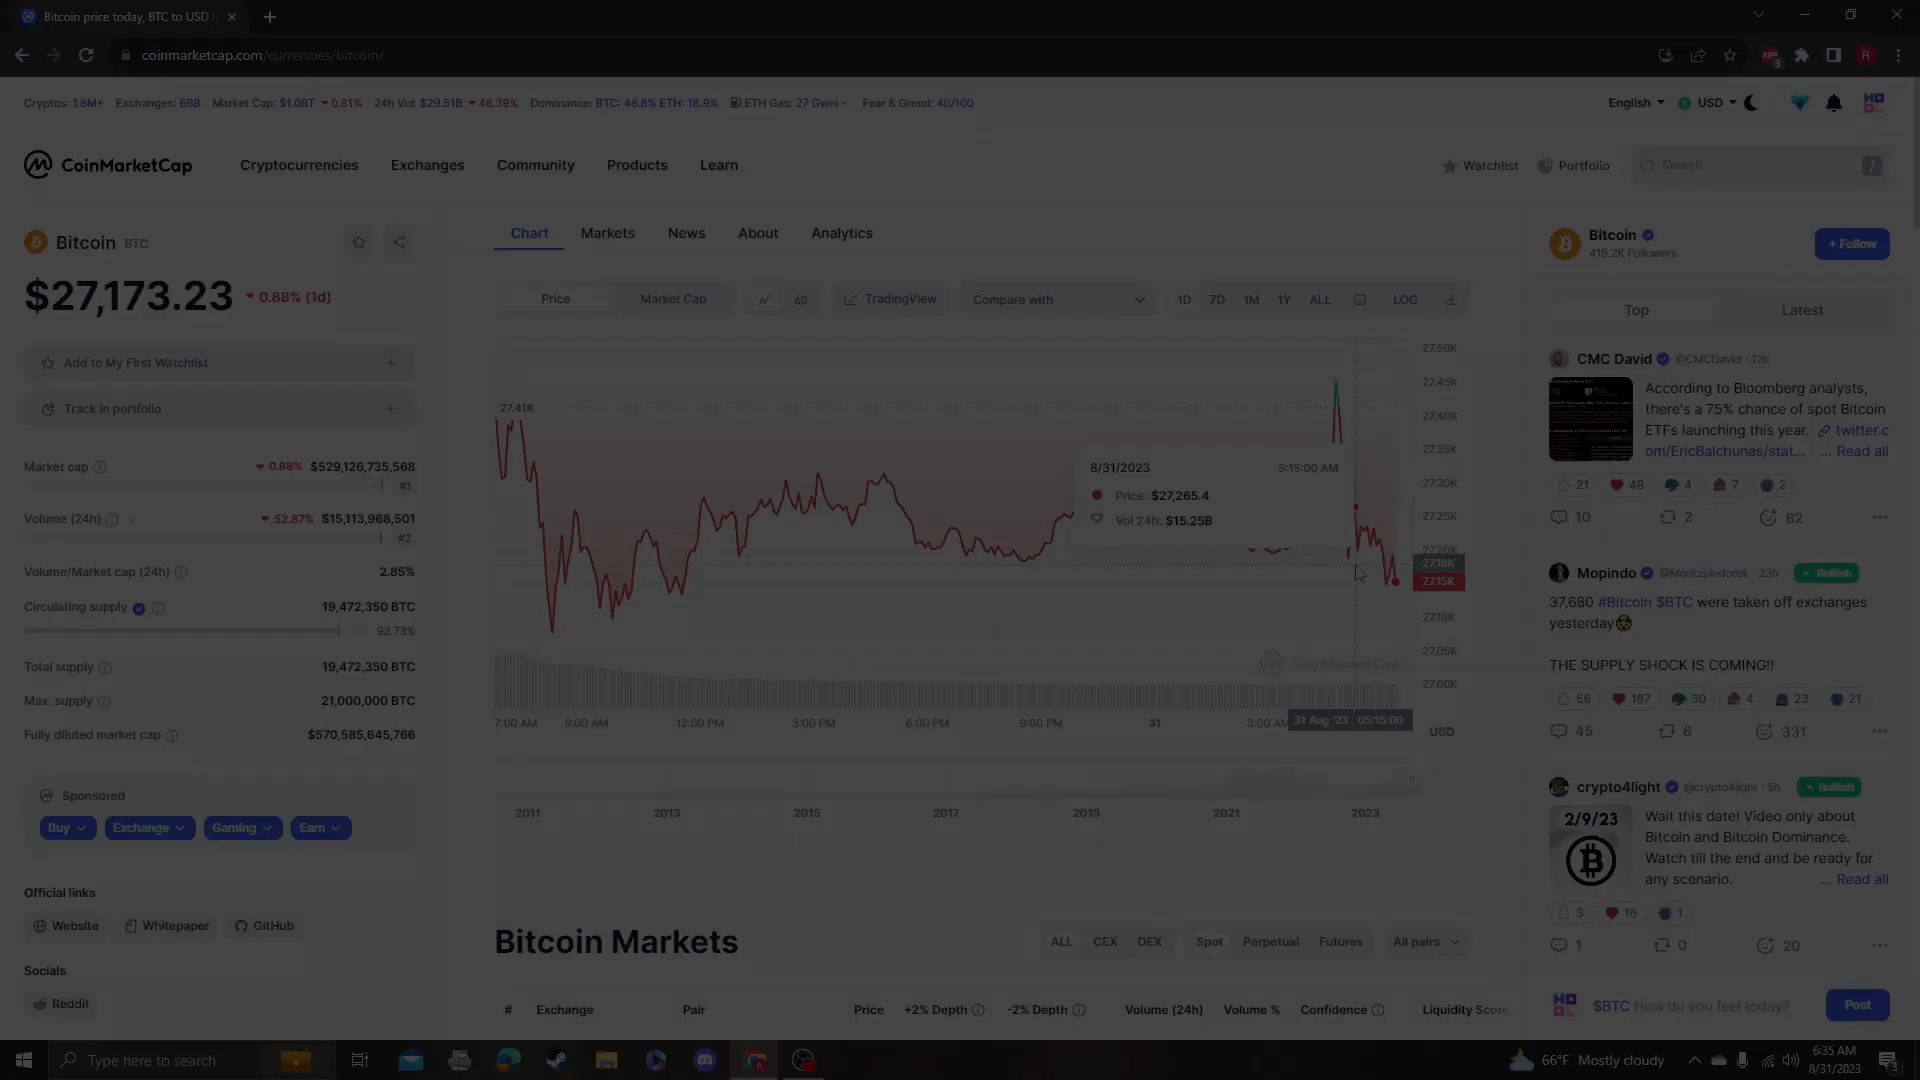 Bitcoin price today, BTC to USD
coinmarketcap.com/currencies/bitcoin/
Cryptos: 1.8M+ Exchanges: 668 Market Cap: $1.08T 0.81% 24h Vol: $29.51B 48.39% Dominance: BTC: 48.8% ETH: 18.9% ETH Gas: 27 Gwei Fear & Greed: 40/100
English USD
CoinMarketCap
Cryptocurrencies Exchanges Community Products Learn
Watchlist Portfolio Search /
Bitcoin BTC
$27,173.23 0.88% (1d)
Add to My First Watchlist +
Track in portfolio +
Market cap 0.88% $529,126,735,568
#1
Volume (24h) 52.87% $15,113,968,501
#2
Volume/Market cap (24h) 2.85%
Circulating supply 19,472,350 BTC
92.73%
Total supply 19,472,350 BTC
Max. supply 21,000,000 BTC
Fully diluted market cap $570,585,645,766
Sponsored
Buy Exchange Gaming Earn
Official links
Website Whitepaper GitHub
Socials
Reddit
Chart Markets News About Analytics
Price Market Cap TradingView Compare with 1D 7D 1M 1Y ALL LOG
27.50K
27.45K
27.41K
27.40K
27.35K
27.30K
27.25K
27.20K
27.18K
27.15K
27.10K
27.05K
27.00K
8/31/2023 5:15:00 AM
Price: $27,265.4
Vol 24h: $15.25B
CoinMarketCap
7:00 AM 9:00 AM 12:00 PM 3:00 PM 6:00 PM 9:00 PM 31 3:00 AM 31 Aug '23 05:15:00
USD
2011 2013 2015 2017 2019 2021 2023
Bitcoin Markets
ALL CEX DEX Spot Perpetual Futures All pairs
# Exchange Pair Price +2% Depth -2% Depth Volume (24h) Volume % Confidence Liquidity Score
Bitcoin
419.2K Followers
+ Follow
Top Latest
CMC David @CMCDavid · 12h
According to Bloomberg analysts,
there's a 75% chance of spot Bitcoin
ETFs launching this year. twitter.c
om/EricBalchunas/stat... ... Read all
21 48 4 7 2
10 2 82
Mopindo @Moritzpindorek · 23h Bullish
37,680 #Bitcoin $BTC were taken off exchanges
yesterday
THE SUPPLY SHOCK IS COMING!!
66 187 30 4 23 21
45 6 331
crypto4light @crypto4light · 5h Bullish
2/9/23
Wait this date! Video only about
Bitcoin and Bitcoin Dominance.
Watch till the end and be ready for
any scenario. ... Read all
3 16 1
1 0 20
$BTC How do you feel today? Post
Type here to search
66°F Mostly cloudy
6:35 AM
8/31/2023